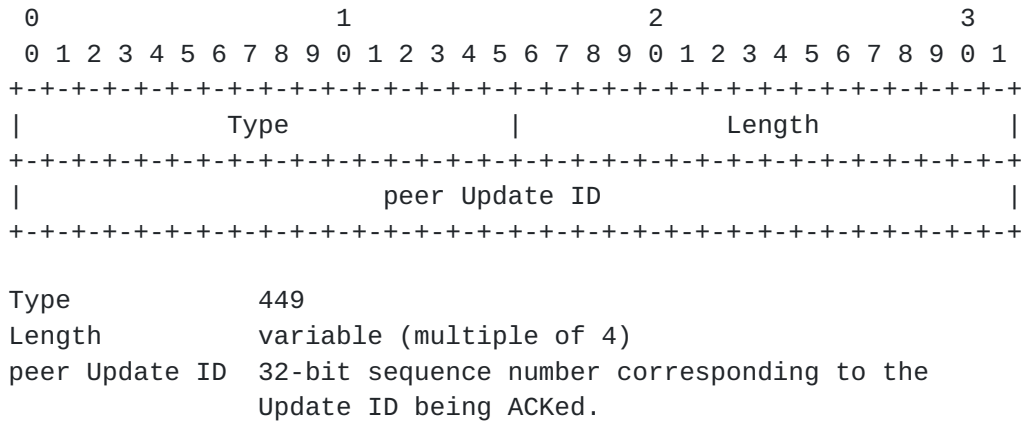 0                   1                   2                   3
 0 1 2 3 4 5 6 7 8 9 0 1 2 3 4 5 6 7 8 9 0 1 2 3 4 5 6 7 8 9 0 1
+-+-+-+-+-+-+-+-+-+-+-+-+-+-+-+-+-+-+-+-+-+-+-+-+-+-+-+-+-+-+-+-+
|             Type              |             Length            |
+-+-+-+-+-+-+-+-+-+-+-+-+-+-+-+-+-+-+-+-+-+-+-+-+-+-+-+-+-+-+-+-+
|                       peer Update ID                          |
+-+-+-+-+-+-+-+-+-+-+-+-+-+-+-+-+-+-+-+-+-+-+-+-+-+-+-+-+-+-+-+-+

Type            449
Length          variable (multiple of 4)
peer Update ID  32-bit sequence number corresponding to the
                Update ID being ACKed.